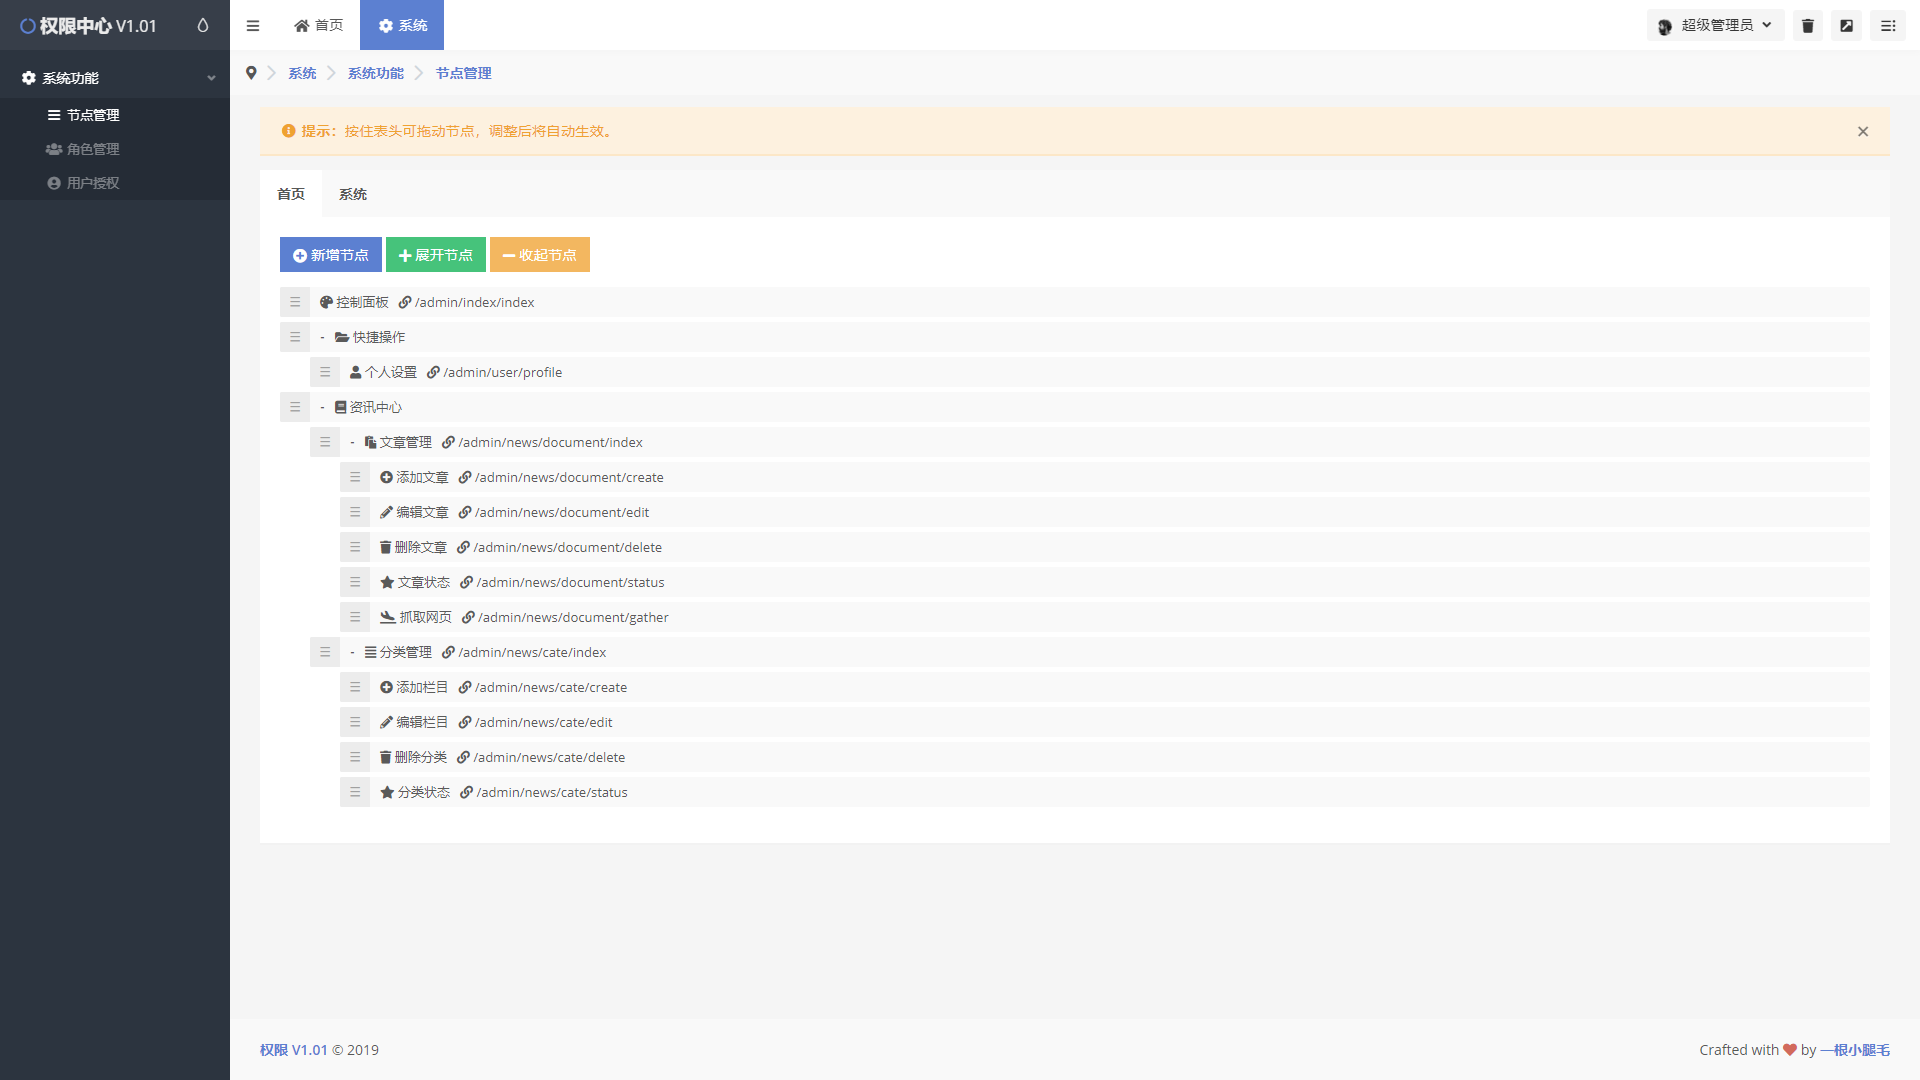 权限中心 V1.01
首页
系统
超级管理员
系统功能
节点管理
角色管理
用户授权
系统
系统功能
节点管理
提示：按住表头可拖动节点，调整后将自动生效。
首页
系统
新增节点
展开节点
收起节点
控制面板 /admin/index/index
- 快捷操作
个人设置 /admin/user/profile
- 资讯中心
- 文章管理 /admin/news/document/index
添加文章 /admin/news/document/create
编辑文章 /admin/news/document/edit
删除文章 /admin/news/document/delete
文章状态 /admin/news/document/status
抓取网页 /admin/news/document/gather
- 分类管理 /admin/news/cate/index
添加栏目 /admin/news/cate/create
编辑栏目 /admin/news/cate/edit
删除分类 /admin/news/cate/delete
分类状态 /admin/news/cate/status
权限 V1.01 © 2019
Crafted with ❤ by 一根小腿毛